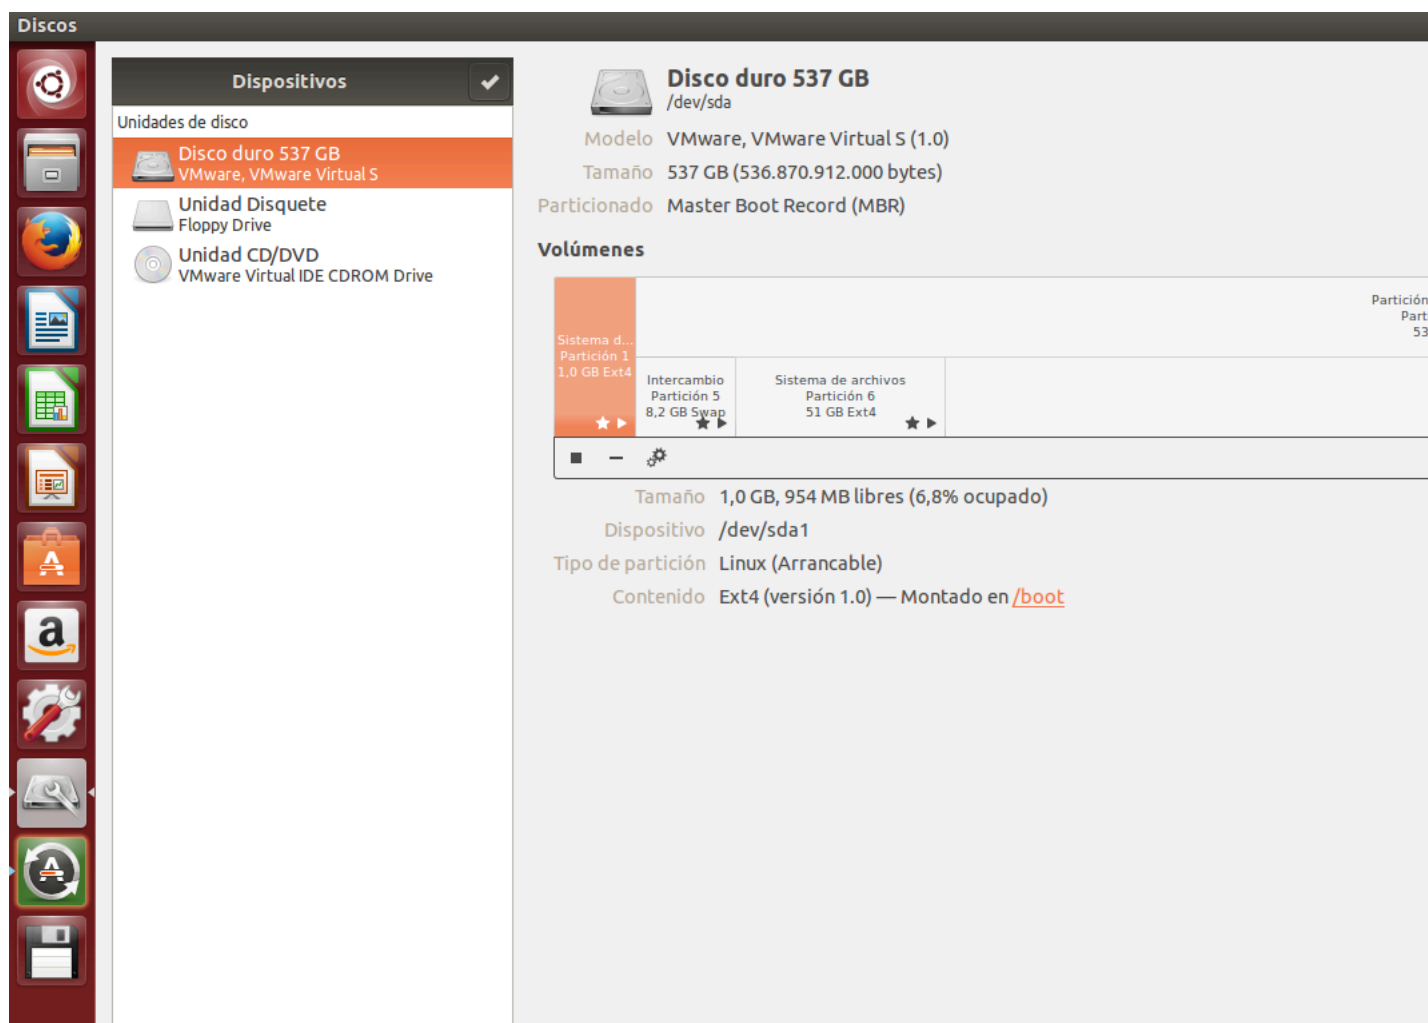 Discos
Dispositivos
Unidades de disco
Disco duro 537 GB
VMware, VMware Virtual S
Unidad Disquete
Floppy Drive
Unidad CD/DVD
VMware Virtual IDE CDROM Drive
Disco duro 537 GB
/dev/sda
Modelo VMware, VMware Virtual S (1.0)
Tamaño 537 GB (536.870.912.000 bytes)
Particionado Master Boot Record (MBR)
Volúmenes
Sistema d...
Partición 1
1,0 GB Ext4
Partición
Part
53
Intercambio
Partición 5
8,2 GB Swap
Sistema de archivos
Partición 6
51 GB Ext4
Tamaño 1,0 GB, 954 MB libres (6,8% ocupado)
Dispositivo /dev/sda1
Tipo de partición Linux (Arrancable)
Contenido Ext4 (versión 1.0) — Montado en /boot